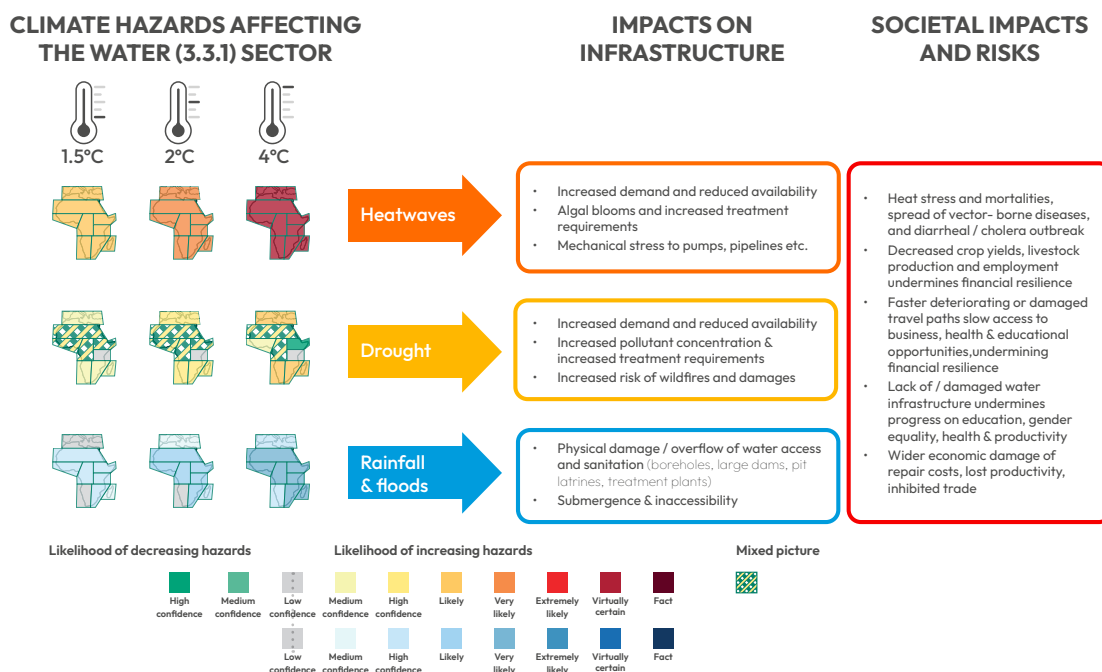 CLIMATE HAZARDS AFFECTING
THE WATER (3.3.1) SECTOR
IMPACTS ON
INFRASTRUCTURE
SOCIETAL IMPACTS
AND RISKS
1.5°C
2°C
4°C
Heatwaves
• Increased demand and reduced availability
• Algal blooms and increased treatment
requirements
• Mechanical stress to pumps, pipelines etc.
Drought
• Increased demand and reduced availability
• Increased pollutant concentration &
increased treatment requirements
• Increased risk of wildfires and damages
Rainfall
& floods
• Physical damage / overflow of water access
and sanitation (boreholes, large dams, pit
latrines, treatment plants)
• Submergence & inaccessibility
• Heat stress and mortalities,
spread of vector- borne diseases,
and diarrheal / cholera outbreak
• Decreased crop yields, livestock
production and employment
undermines financial resilience
• Faster deteriorating or damaged
travel paths slow access to
business, health & educational
opportunities,undermining
financial resilience
• Lack of / damaged water
infrastructure undermines
progress on education, gender
equality, health & productivity
• Wider economic damage of
repair costs, lost productivity,
inhibited trade
Likelihood of decreasing hazards
Likelihood of increasing hazards
Mixed picture
High
confidence
Medium
confidence
Low
confidence
Medium
confidence
High
confidence
Likely
Very
likely
Extremely
likely
Virtually
certain
Fact
Low
confidence
Medium
confidence
High
confidence
Likely
Very
likely
Extremely
likely
Virtually
certain
Fact